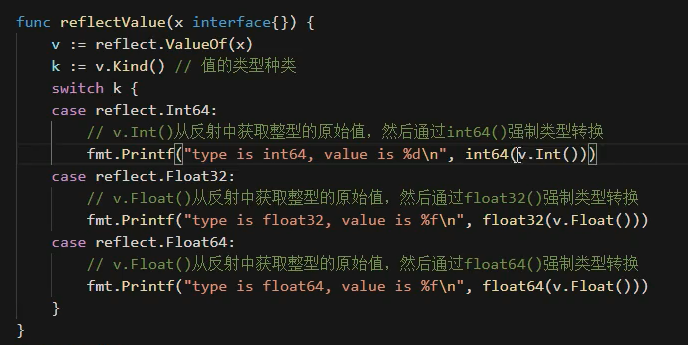 func reflectValue(x interface{}) {
    v := reflect.ValueOf(x)
    k := v.Kind() // 值的类型种类
    switch k {
    case reflect.Int64:
        // v.Int()从反射中获取整型的原始值，然后通过int64()强制类型转换
        fmt.Printf("type is int64, value is %d\n", int64(v.Int()))
    case reflect.Float32:
        // v.Float()从反射中获取整型的原始值，然后通过float32()强制类型转换
        fmt.Printf("type is float32, value is %f\n", float32(v.Float()))
    case reflect.Float64:
        // v.Float()从反射中获取整型的原始值，然后通过float64()强制类型转换
        fmt.Printf("type is float64, value is %f\n", float64(v.Float()))
    }
}